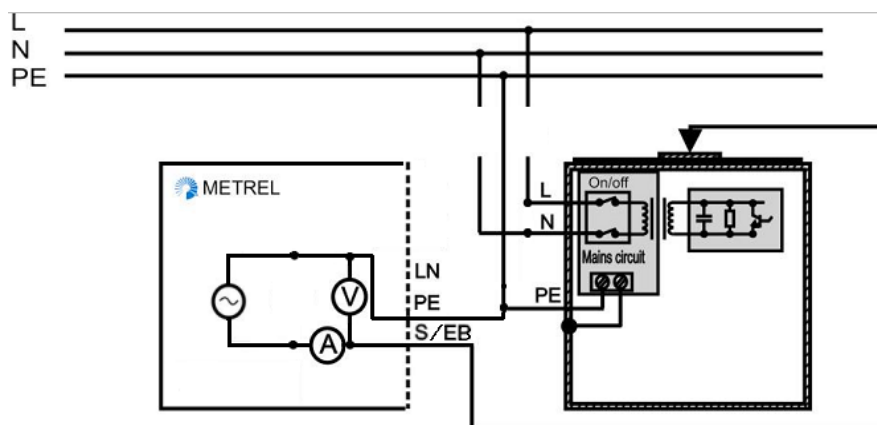 L
N
PE
METREL
LN
PE
S/EB
V
A
L
N
PE
On/off
Mains circuit